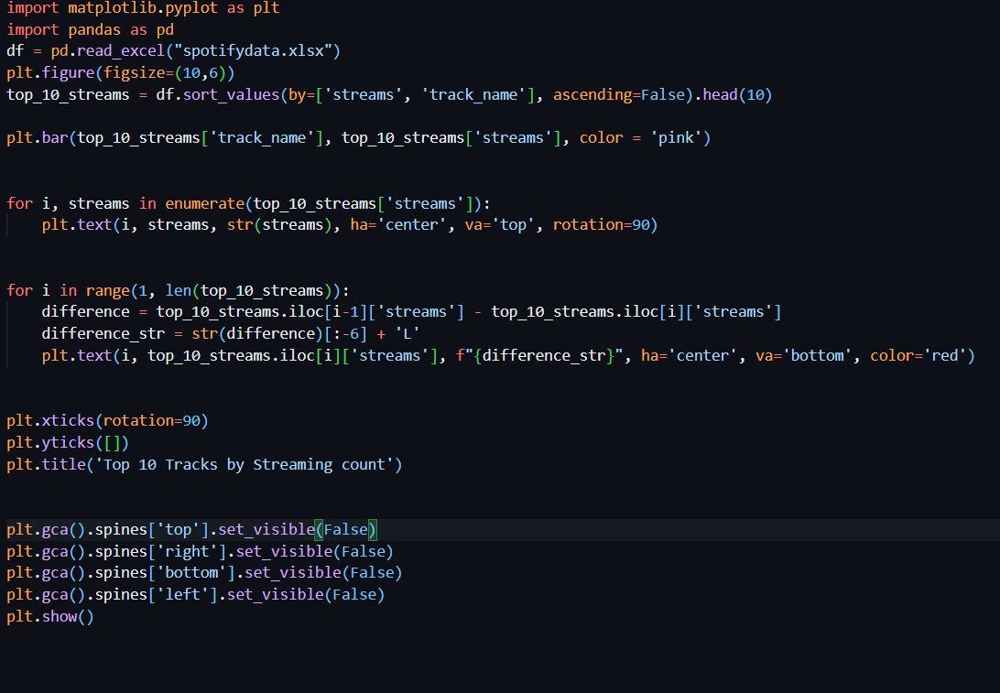 import matplotlib.pyplot as plt
import pandas as pd
df = pd.read_excel("spotifydata.xlsx")
plt.figure(figsize=(10,6))
top_10_streams = df.sort_values(by=['streams', 'track_name'], ascending=False).head(10)
plt.bar(top_10_streams['track_name'], top_10_streams['streams'], color = 'pink')
for i, streams in enumerate(top_10_streams['streams']):
    plt.text(i, streams, str(streams), ha='center', va='top', rotation=90)
for i in range(1, len(top_10_streams)):
    difference = top_10_streams.iloc[i-1]['streams'] - top_10_streams.iloc[i]['streams']
    difference_str = str(difference)[:-6] + 'L'
    plt.text(i, top_10_streams.iloc[i]['streams'], f"{difference_str}", ha='center', va='bottom', color='red')
plt.xticks(rotation=90)
plt.yticks([])
plt.title('Top 10 Tracks by Streaming count')
plt.gca().spines['top'].set_visible(False)
plt.gca().spines['right'].set_visible(False)
plt.gca().spines['bottom'].set_visible(False)
plt.gca().spines['left'].set_visible(False)
plt.show()